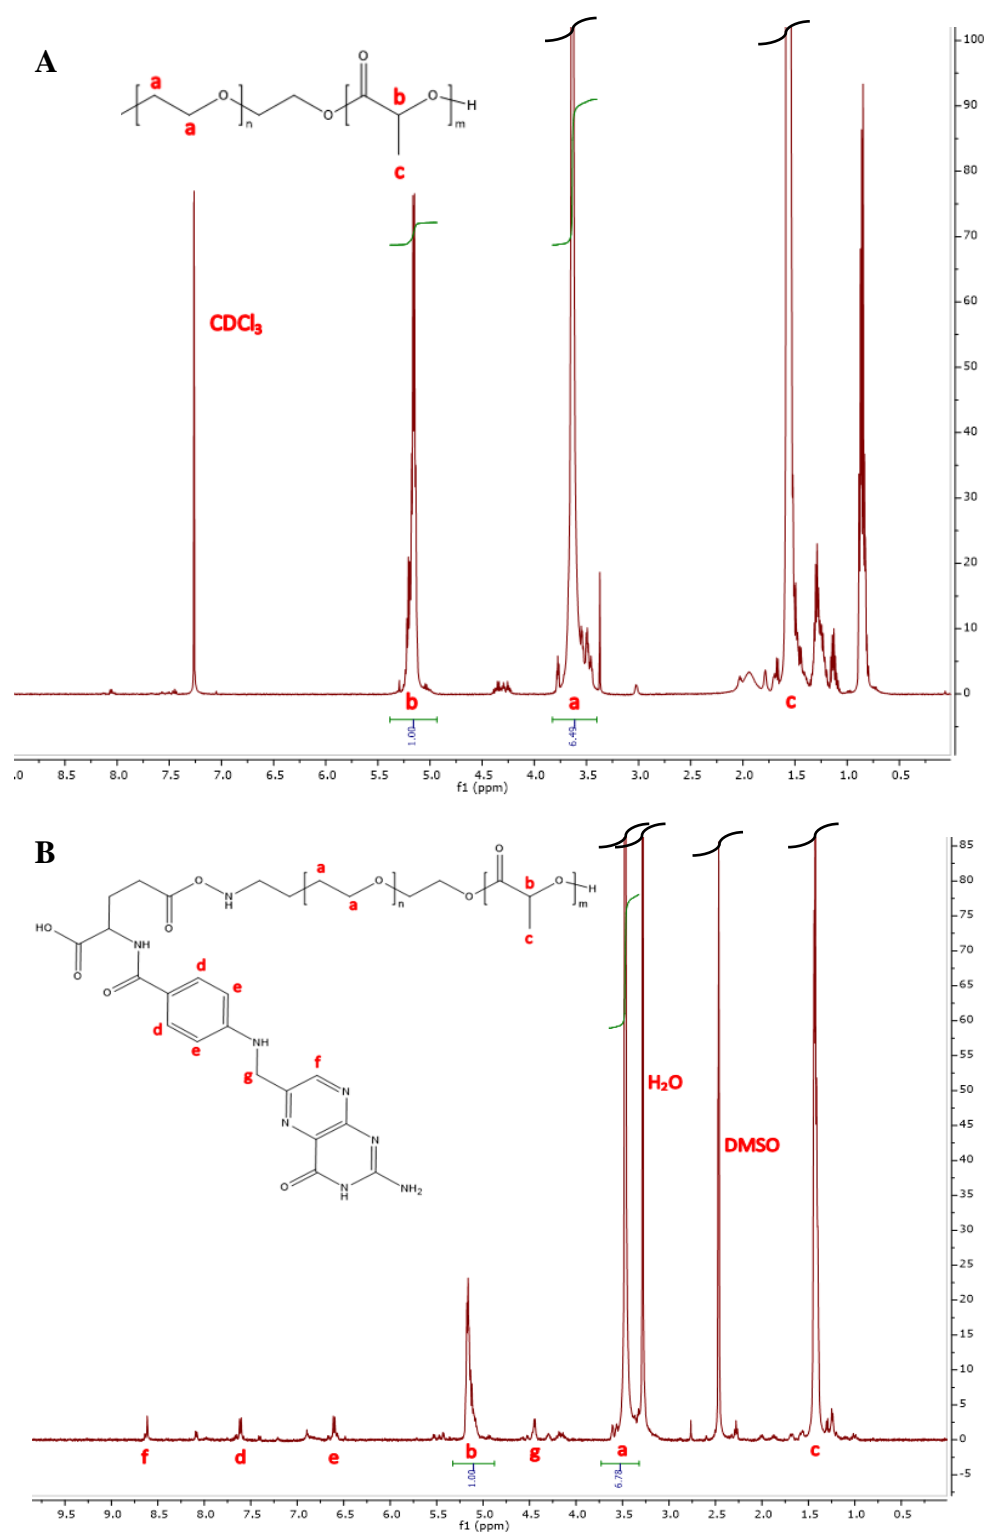 A
a
O
O
b
O
H
n
O
m
a
c
CDCl₃
100
90
80
70
60
50
40
30
20
10
0
b
a
c
1.00
6.49
.0 8.5 8.0 7.5 7.0 6.5 6.0 5.5 5.0 4.5 4.0 3.5 3.0 2.5 2.0 1.5 1.0 0.5
f1 (ppm)
B
O
a
O
b
O
H
O
N
H
n
O
m
a
c
HO
O
NH
O
O
d
e
d
e
NH
g
f
N
N
N
O
N
H
NH₂
H₂O
DMSO
85
80
75
70
65
60
55
50
45
40
35
30
25
20
15
10
5
0
-5
f
d
e
b
g
a
c
1.00
6.78
9.5 9.0 8.5 8.0 7.5 7.0 6.5 6.0 5.5 5.0 4.5 4.0 3.5 3.0 2.5 2.0 1.5 1.0 0.5
f1 (ppm)